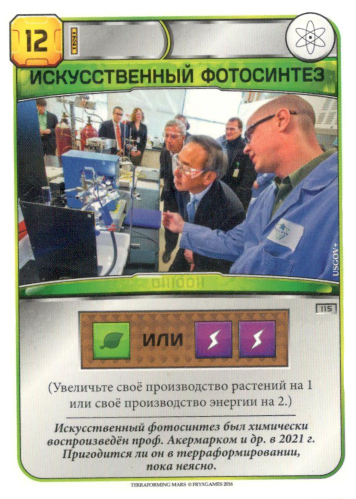 12
ИСКУССТВЕННЫЙ ФОТОСИНТЕЗ
USGOV+
115
ИЛИ
(Увеличьте своё производство растений на 1
или своё производство энергии на 2.)
Искусственный фотосинтез был химически
воспроизведён проф. Акермарком и др. в 2021 г.
Пригодится ли он в терраформировании,
пока неясно.
TERRAFORMING MARS © FRYXGAMES 2016